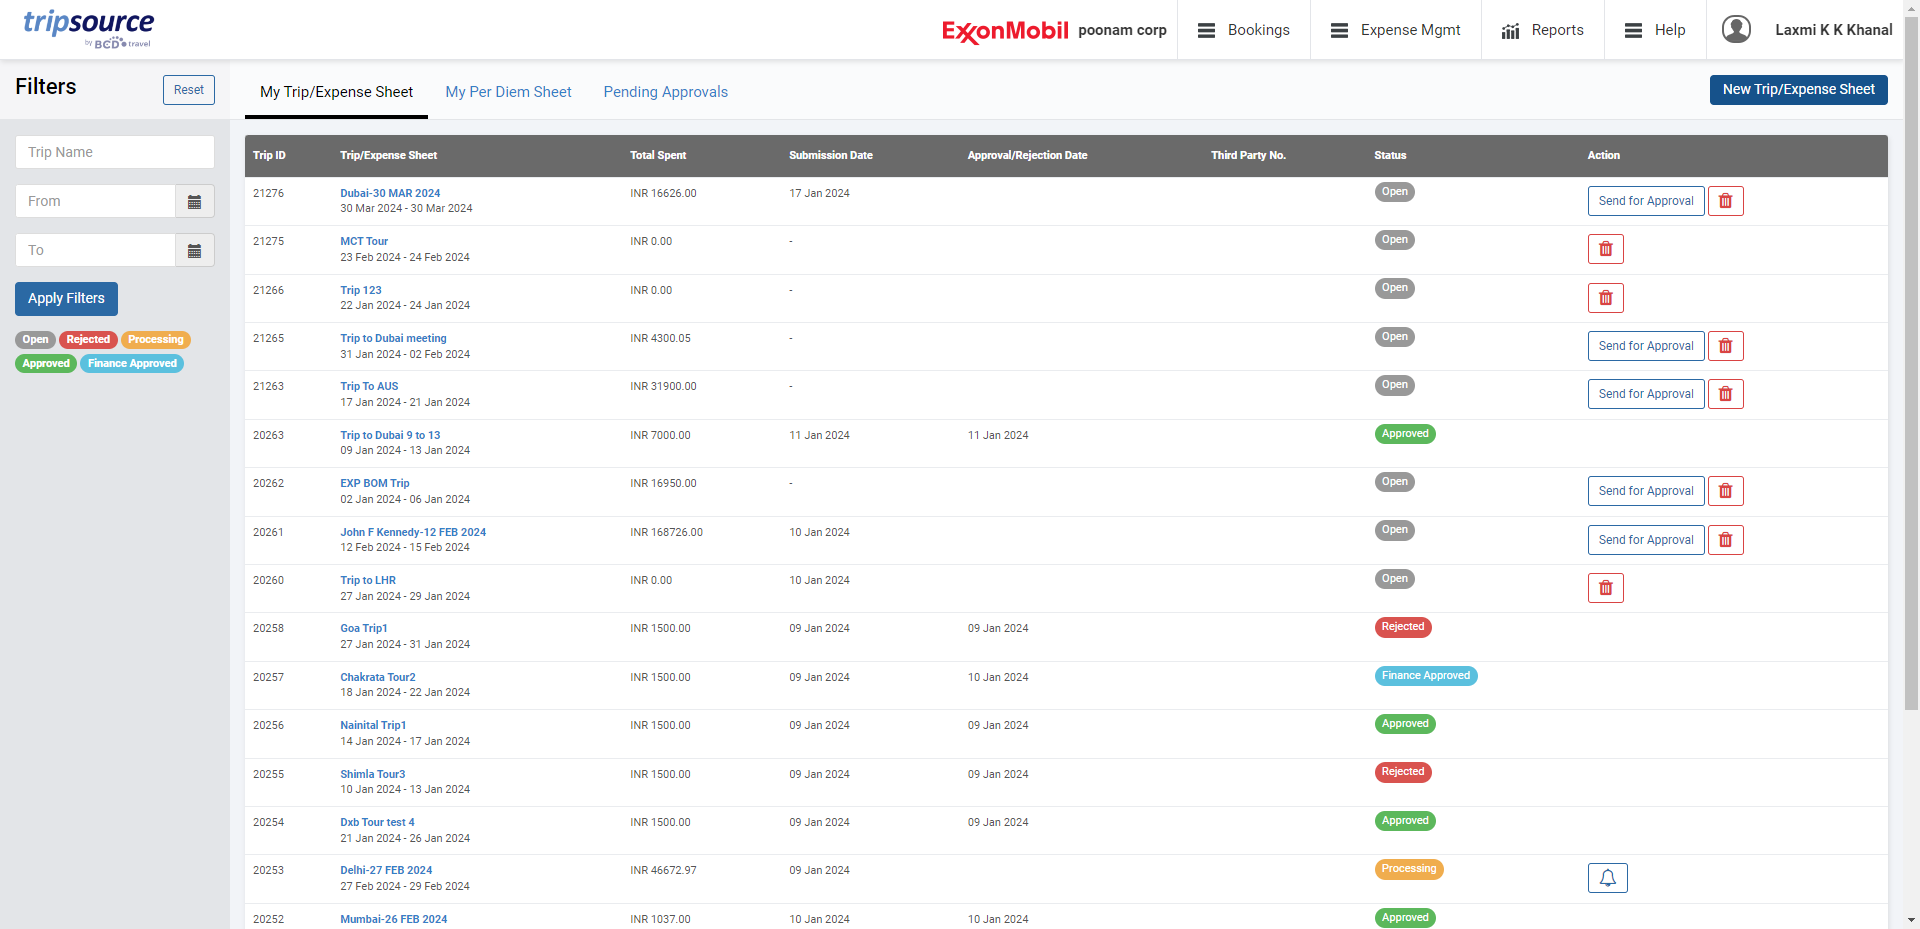 tripsource
by BCD travel
ExxonMobil poonam corp
Bookings
Expense Mgmt
Reports
Help
Laxmi K K Khanal
Filters
Reset
Trip Name
From
To
Apply Filters
Open Rejected Processing
Approved Finance Approved
My Trip/Expense Sheet My Per Diem Sheet Pending Approvals
New Trip/Expense Sheet
Trip ID Trip/Expense Sheet Total Spent Submission Date Approval/Rejection Date Third Party No. Status Action
21276 Dubai-30 MAR 2024 INR 16626.00 17 Jan 2024 Open Send for Approval
30 Mar 2024 - 30 Mar 2024
21275 MCT Tour INR 0.00 - Open
23 Feb 2024 - 24 Feb 2024
21266 Trip 123 INR 0.00 - Open
22 Jan 2024 - 24 Jan 2024
21265 Trip to Dubai meeting INR 4300.05 - Open Send for Approval
31 Jan 2024 - 02 Feb 2024
21263 Trip To AUS INR 31900.00 - Open Send for Approval
17 Jan 2024 - 21 Jan 2024
20263 Trip to Dubai 9 to 13 INR 7000.00 11 Jan 2024 11 Jan 2024 Approved
09 Jan 2024 - 13 Jan 2024
20262 EXP BOM Trip INR 16950.00 - Open Send for Approval
02 Jan 2024 - 06 Jan 2024
20261 John F Kennedy-12 FEB 2024 INR 168726.00 10 Jan 2024 Open Send for Approval
12 Feb 2024 - 15 Feb 2024
20260 Trip to LHR INR 0.00 10 Jan 2024 Open
27 Jan 2024 - 29 Jan 2024
20258 Goa Trip1 INR 1500.00 09 Jan 2024 09 Jan 2024 Rejected
27 Jan 2024 - 31 Jan 2024
20257 Chakrata Tour2 INR 1500.00 09 Jan 2024 10 Jan 2024 Finance Approved
18 Jan 2024 - 22 Jan 2024
20256 Nainital Trip1 INR 1500.00 09 Jan 2024 09 Jan 2024 Approved
14 Jan 2024 - 17 Jan 2024
20255 Shimla Tour3 INR 1500.00 09 Jan 2024 09 Jan 2024 Rejected
10 Jan 2024 - 13 Jan 2024
20254 Dxb Tour test 4 INR 1500.00 09 Jan 2024 09 Jan 2024 Approved
21 Jan 2024 - 26 Jan 2024
20253 Delhi-27 FEB 2024 INR 46672.97 09 Jan 2024 Processing
27 Feb 2024 - 29 Feb 2024
20252 Mumbai-26 FEB 2024 INR 1037.00 10 Jan 2024 10 Jan 2024 Approved